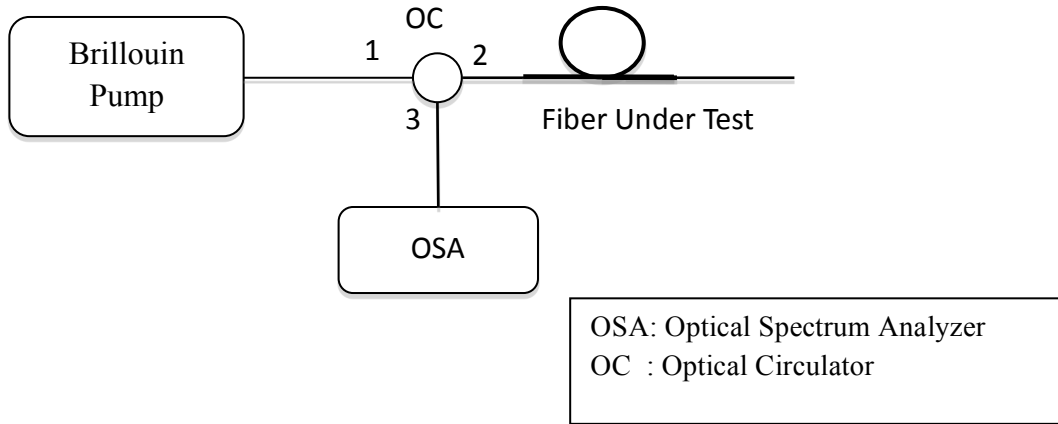 OC
Brillouin
Pump
1
2
3
Fiber Under Test
OSA
OSA: Optical Spectrum Analyzer
OC : Optical Circulator